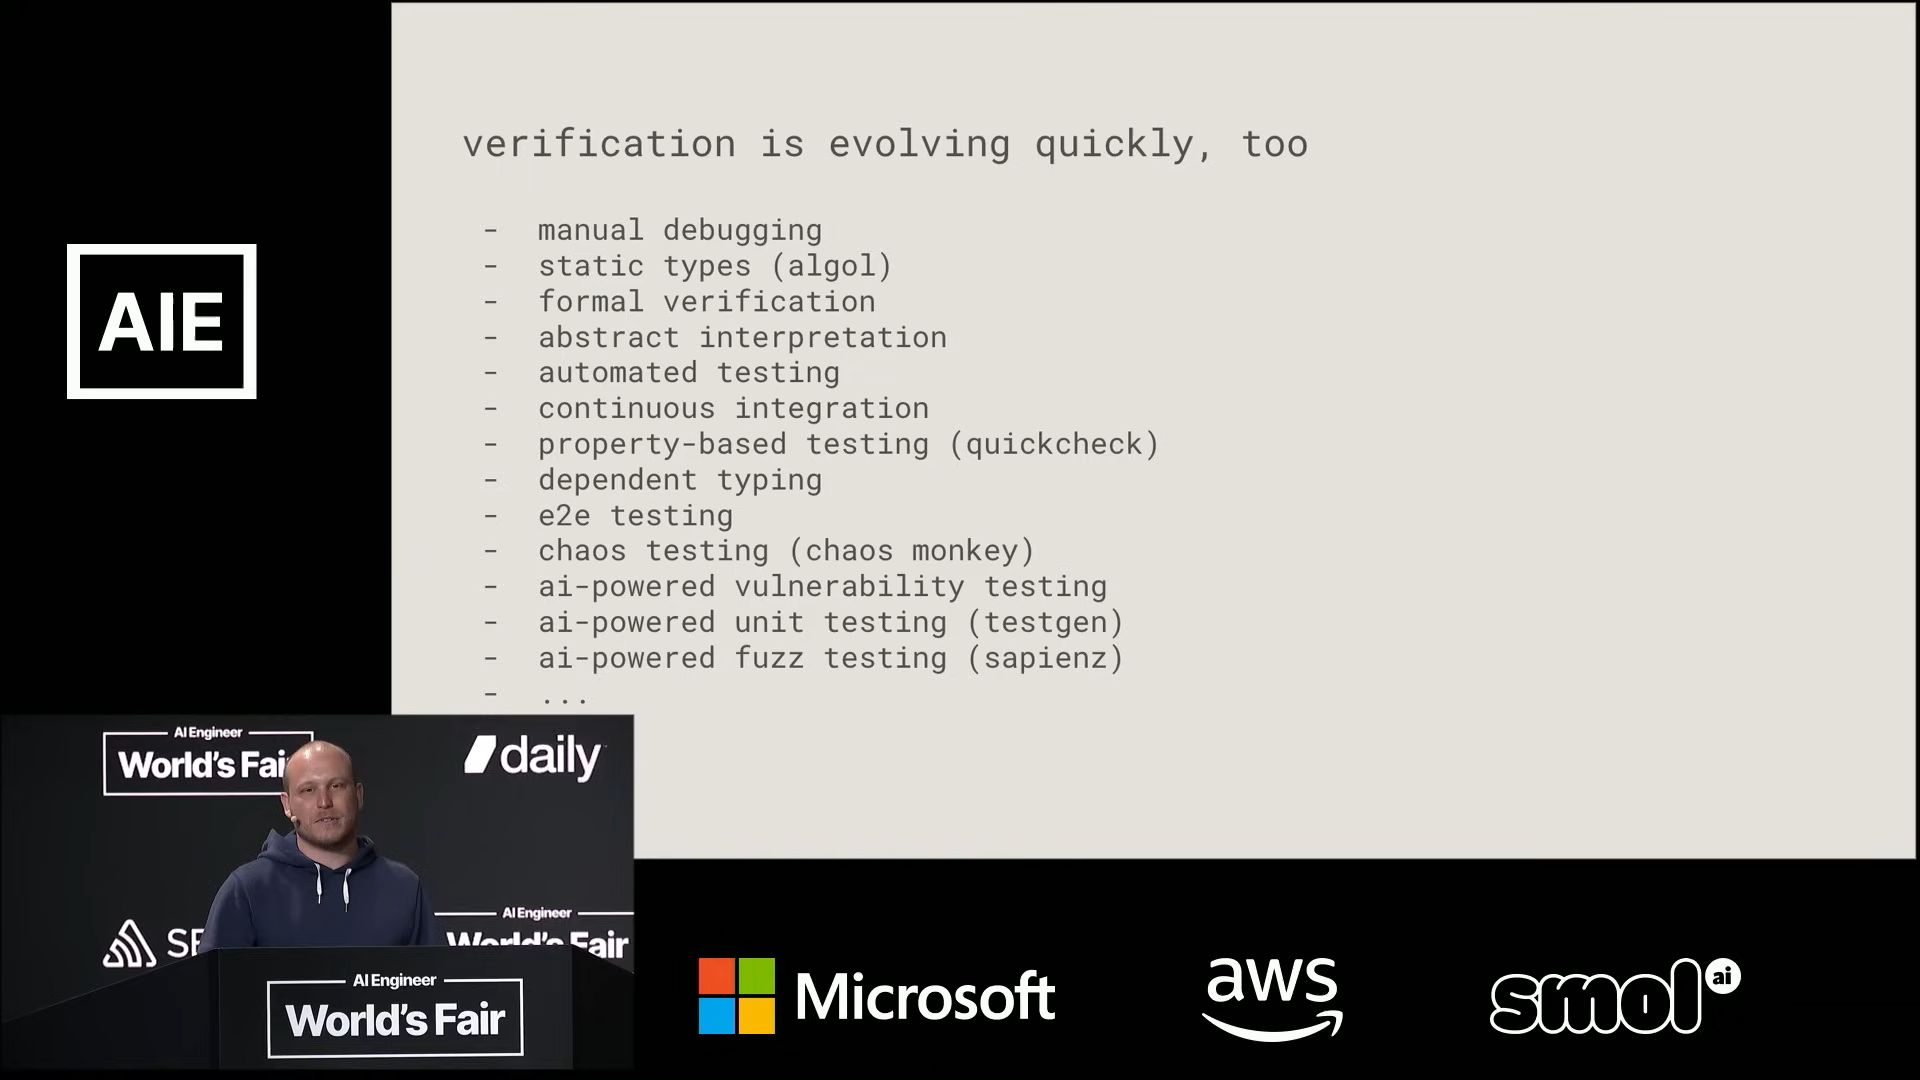 verification is evolving quickly, too
- manual debugging
- static types (algol)
- formal verification
- abstract interpretation
- automated testing
- continuous integration
- property-based testing (quickcheck)
- dependent typing
- e2e testing
- chaos testing (chaos monkey)
- ai-powered vulnerability testing
- ai-powered unit testing (testgen)
- ai-powered fuzz testing (sapienz)
- ...
AIE
AI Engineer
World's Fai
daily
SE
AI Engineer
World's Fair
AI Engineer
World's Fair
Microsoft
aws
smol ai